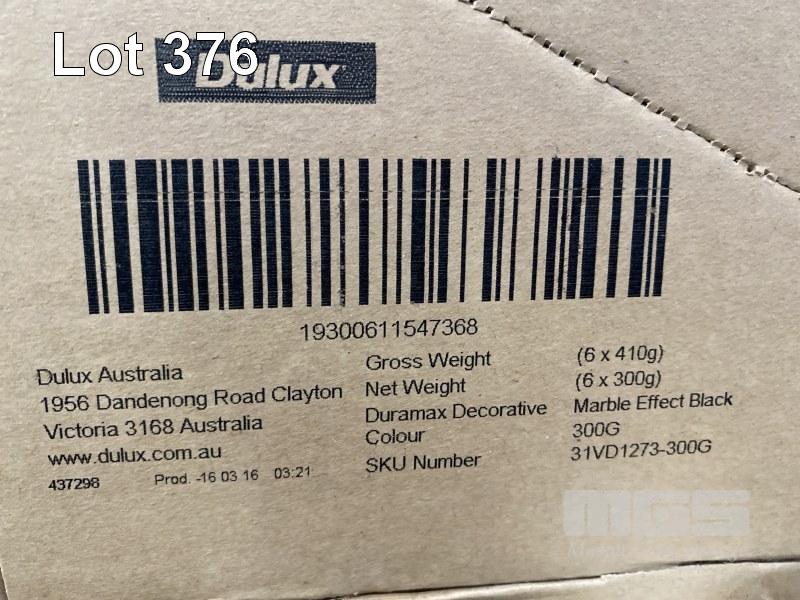 Lot 376
Dulux
19300611547368
Dulux Australia
1956 Dandenong Road Clayton
Victoria 3168 Australia
www.dulux.com.au
437298 Prod. -16 03 16 03:21
Gross Weight (6 x 410g)
Net Weight (6 x 300g)
Duramax Decorative Marble Effect Black
Colour 300G
SKU Number 31VD1273-300G
MGS